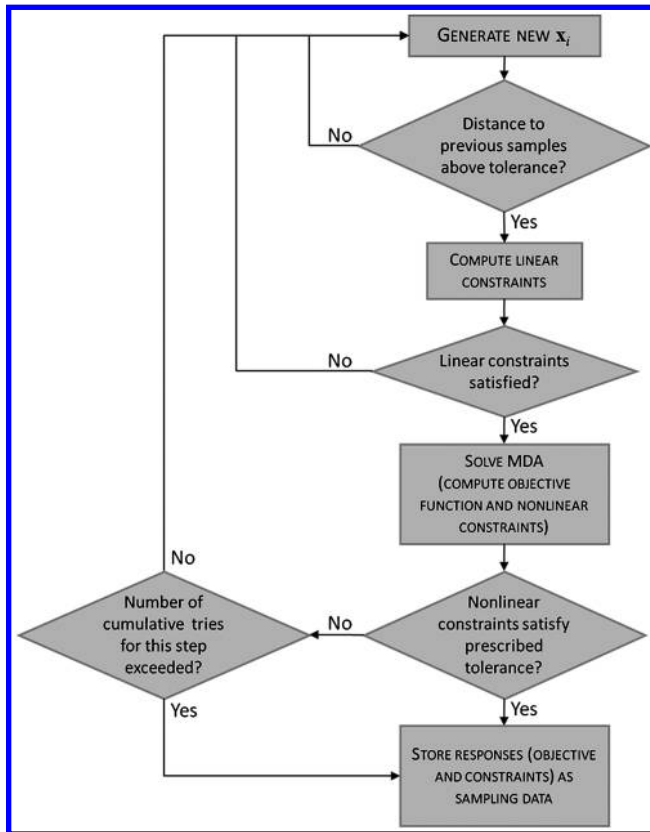 GENERATE NEW xᵢ
No
Distance to
previous samples
above tolerance?
Yes
COMPUTE LINEAR
CONSTRAINTS
No
Linear constraints
satisfied?
Yes
SOLVE MDA
(COMPUTE OBJECTIVE
FUNCTION AND NONLINEAR
CONSTRAINTS)
No
Number of
cumulative tries
for this step
exceeded?
No
Nonlinear
constraints satisfy
prescribed
tolerance?
Yes
Yes
STORE RESPONSES (OBJECTIVE
AND CONSTRAINTS) AS
SAMPLING DATA